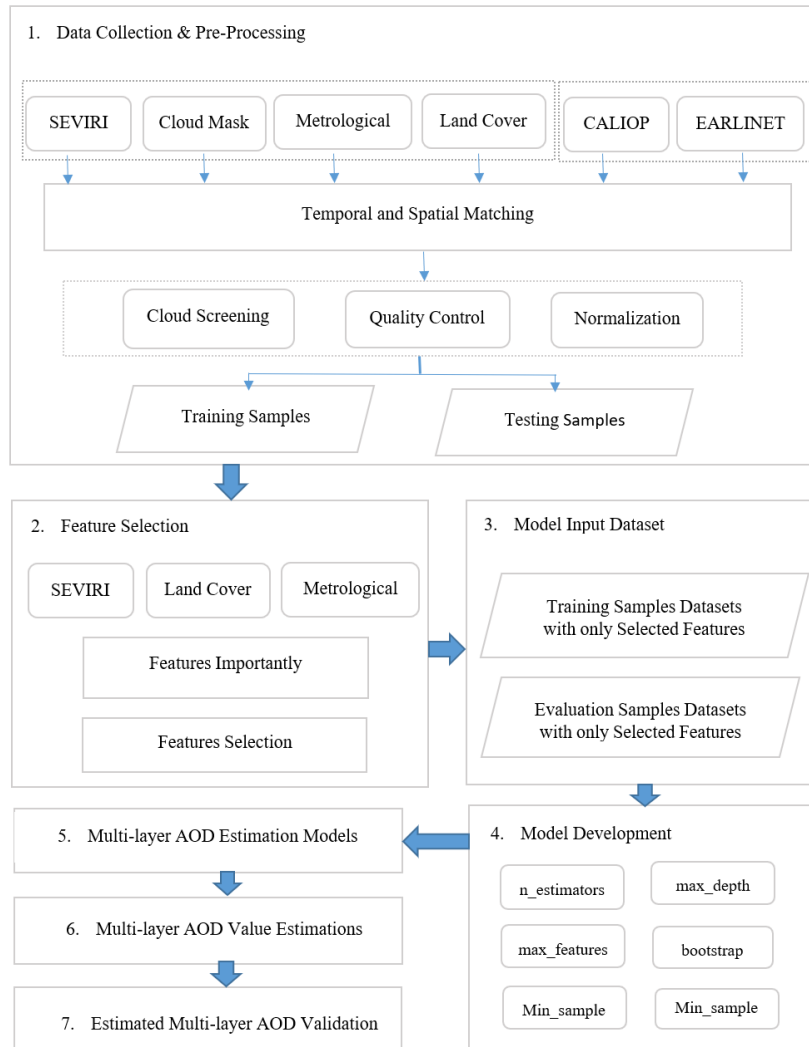 1. Data Collection & Pre-Processing
SEVIRI
Cloud Mask
Metrological
Land Cover
CALIOP
EARLINET
Temporal and Spatial Matching
Cloud Screening
Quality Control
Normalization
Training Samples
Testing Samples
2. Feature Selection
SEVIRI
Land Cover
Metrological
Features Importantly
Features Selection
3. Model Input Dataset
Training Samples Datasets
with only Selected Features
Evaluation Samples Datasets
with only Selected Features
4. Model Development
n_estimators
max_depth
max_features
bootstrap
Min_sample
Min_sample
5. Multi-layer AOD Estimation Models
6. Multi-layer AOD Value Estimations
7. Estimated Multi-layer AOD Validation